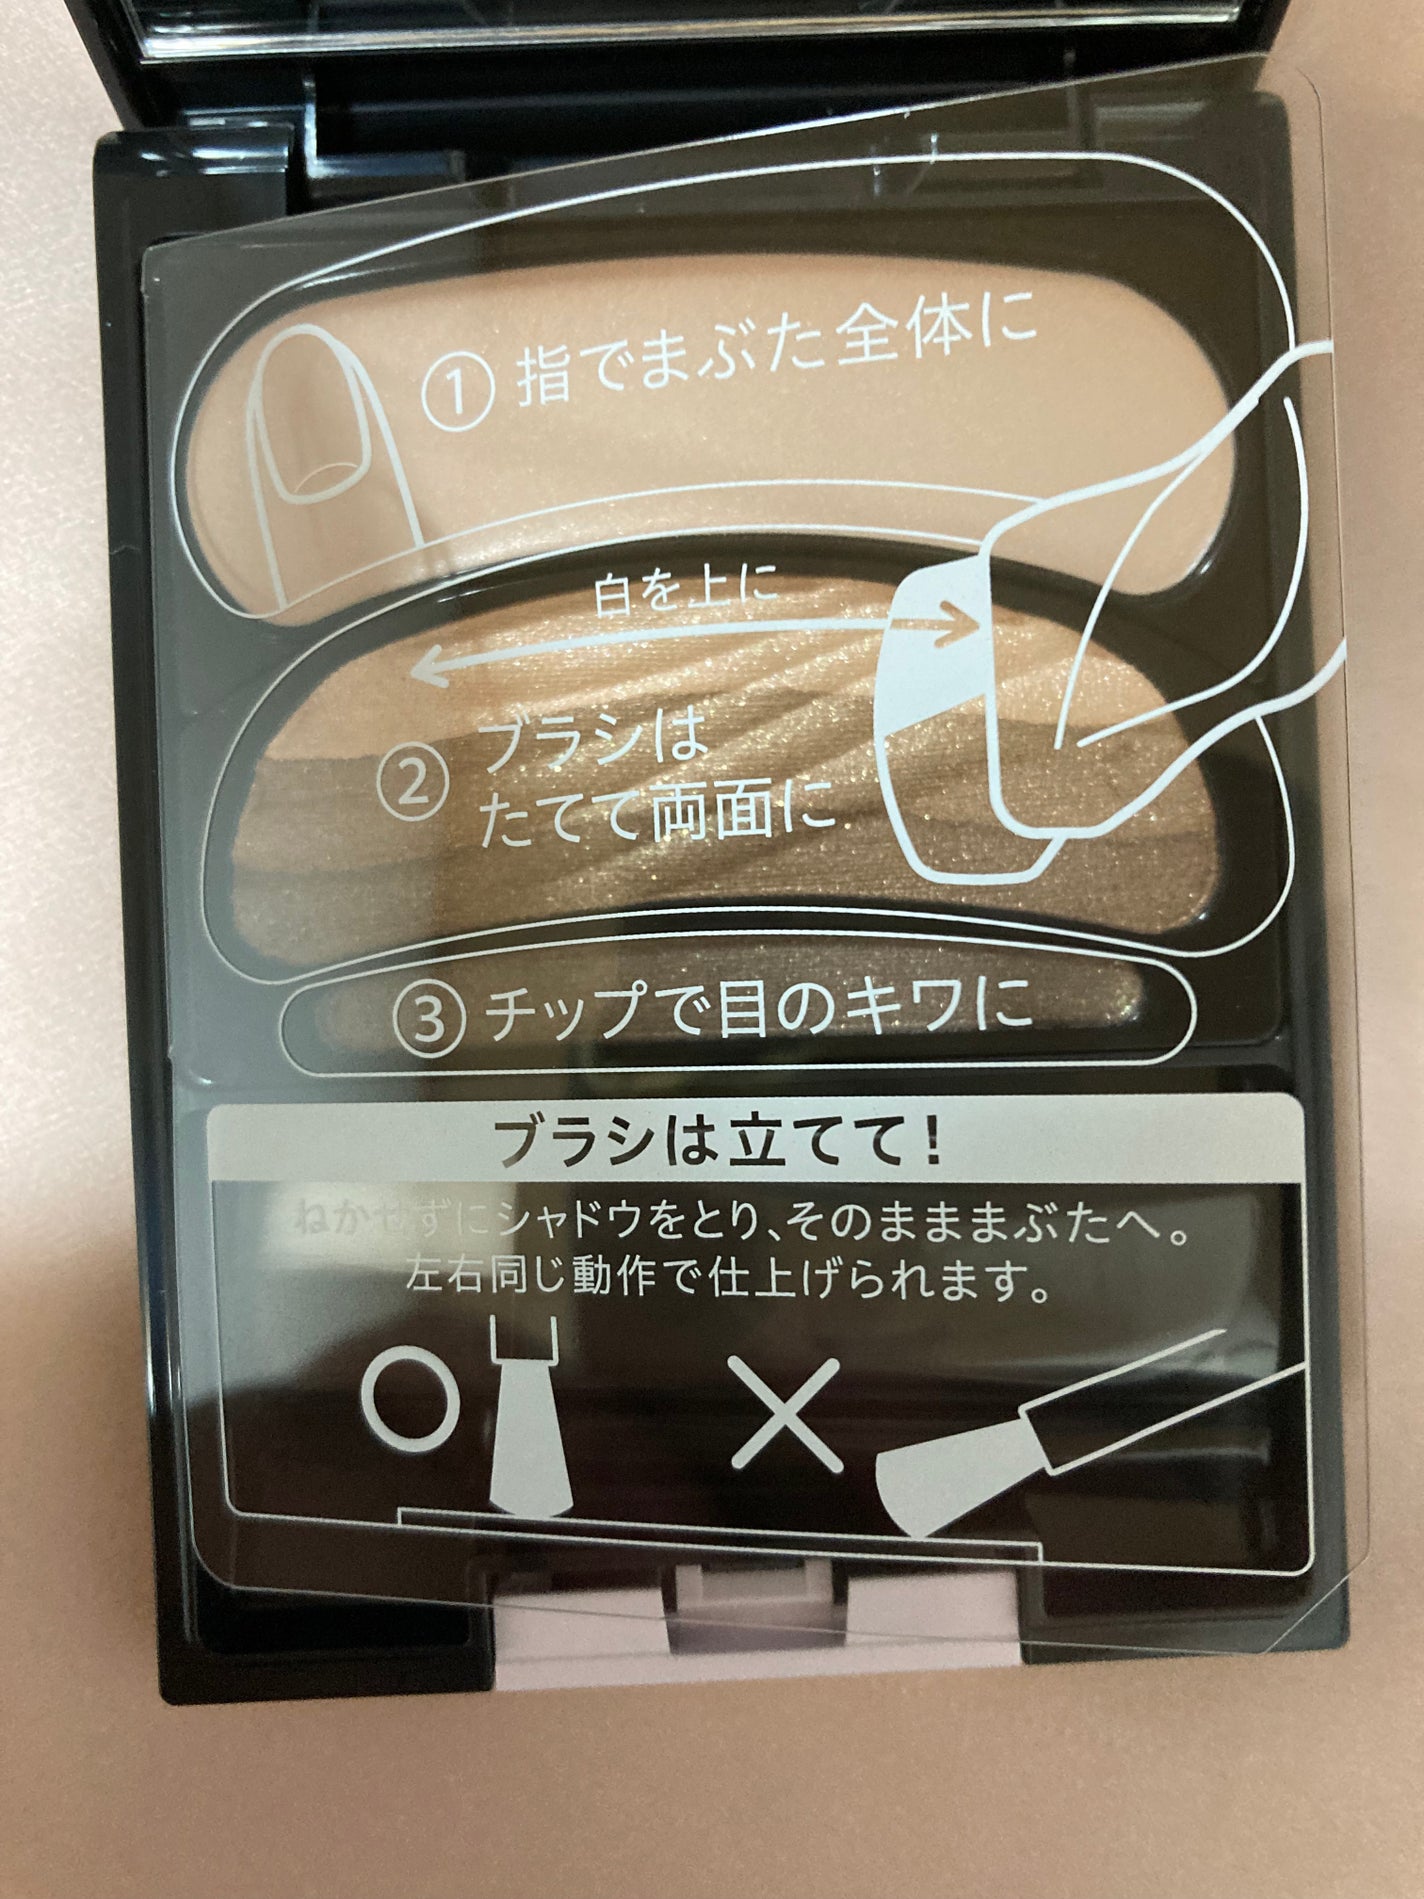 ①指でまぶた全体に
白を上に
②ブラシは
たてて両面に
③チップで目のキワに
ブラシは立てて!
ねかせずにシャドウをとり、そのまままぶたへ。
左右同じ動作で仕上げられます。